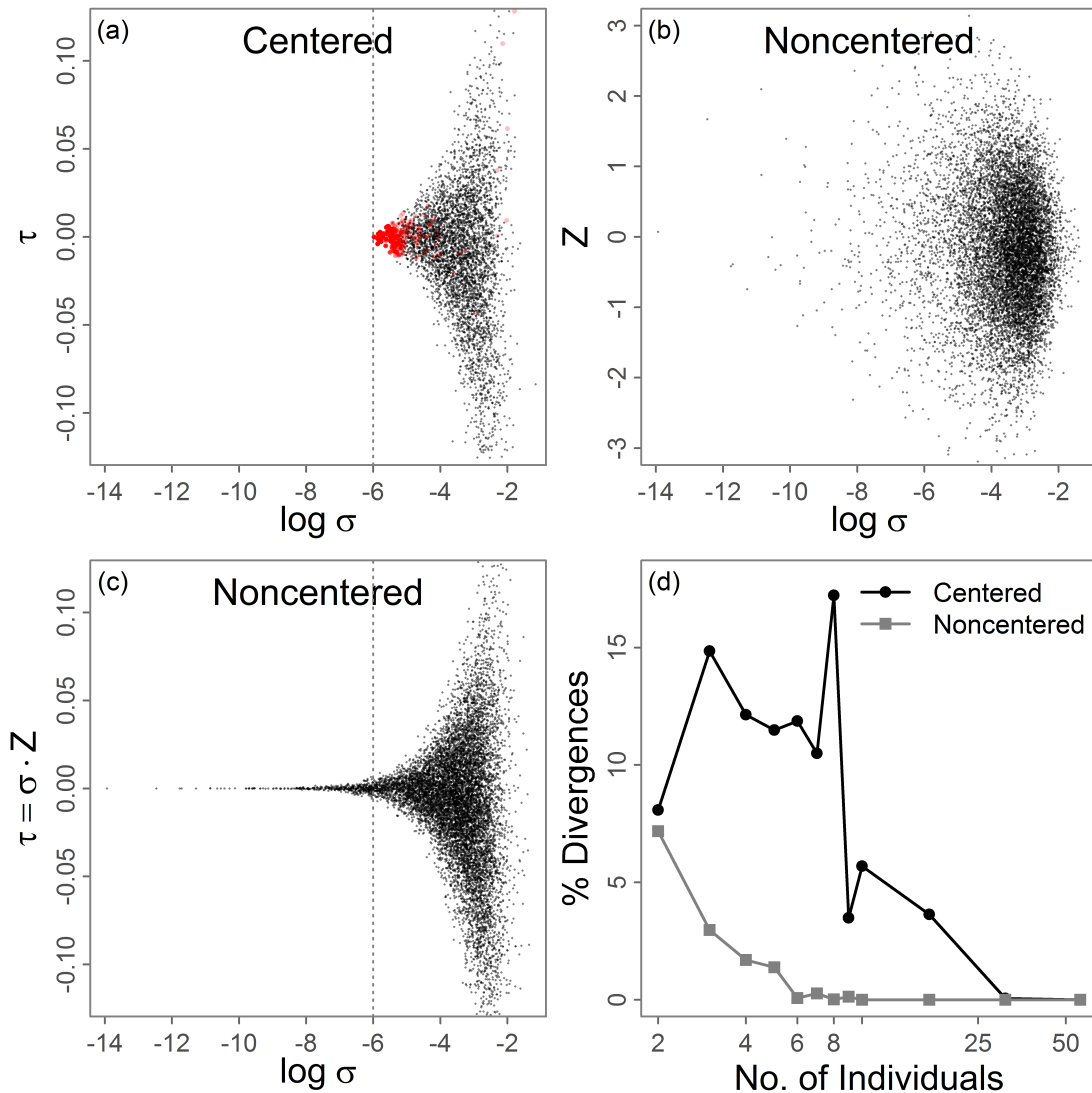 (a)
Centered
0.10
0.05
0.00
-0.05
-0.10
τ
-14 -12 -10 -8 -6 -4 -2
log σ
(b)
Noncentered
3
2
1
0
-1
-2
-3
Z
-14 -12 -10 -8 -6 -4 -2
log σ
(c)
Noncentered
0.10
0.05
0.00
-0.05
-0.10
τ = σ · Z
-14 -12 -10 -8 -6 -4 -2
log σ
(d)
Centered
Noncentered
15
10
5
0
% Divergences
2 4 6 8 25 50
No. of Individuals